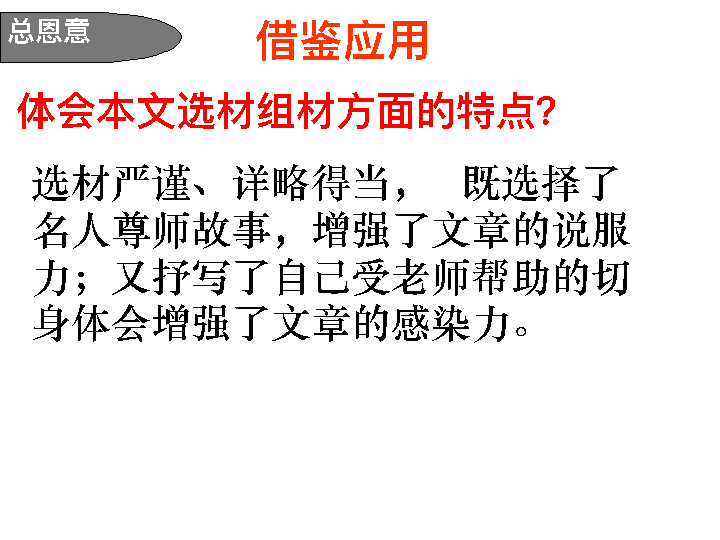 总恩意
借鉴应用
体会本文选材组材方面的特点?
选材严谨、详略得当， 既选择了
名人尊师故事，增强了文章的说服
力；又抒写了自己受老师帮助的切
身体会增强了文章的感染力。